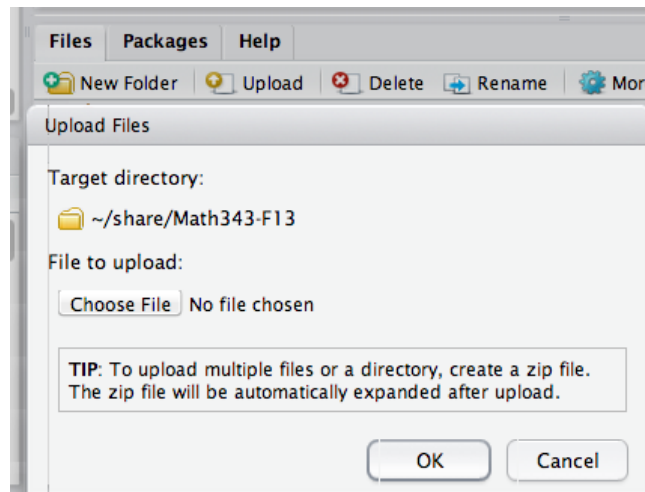 Files Packages Help
New Folder Upload Delete Rename Mor
Upload Files
Target directory:
~/share/Math343-F13
File to upload:
Choose File No file chosen
TIP: To upload multiple files or a directory, create a zip file.
The zip file will be automatically expanded after upload.
OK Cancel